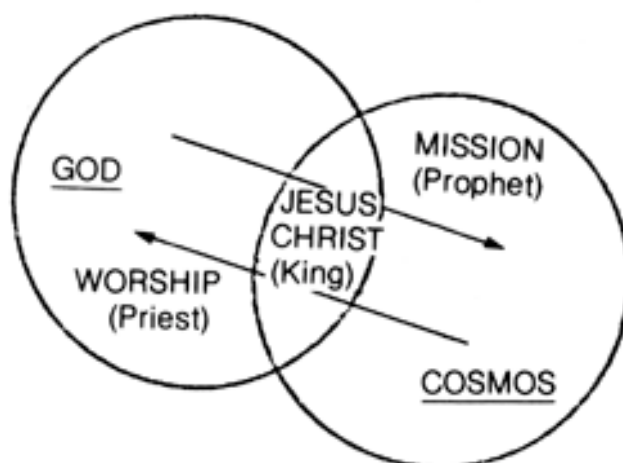 GOD
WORSHIP
(Priest)
JESUS
CHRIST
(King)
MISSION
(Prophet)
COSMOS